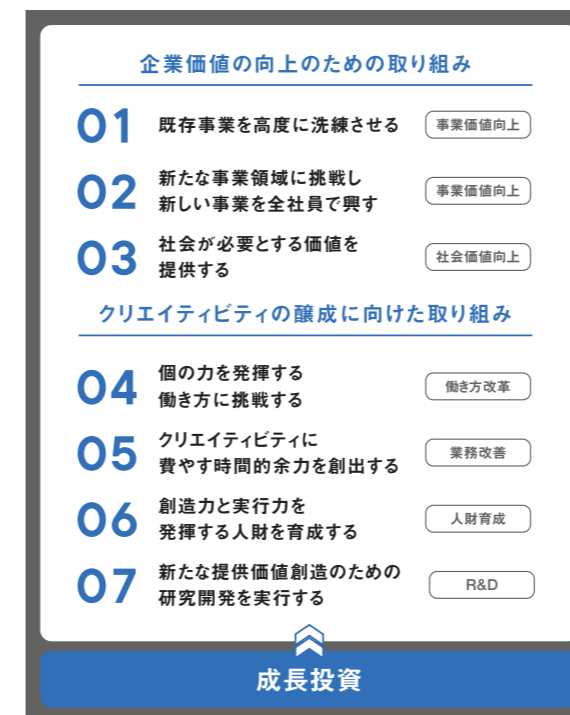 企業価値の向上のための取り組み
01 既存事業を高度に洗練させる 事業価値向上
02 新たな事業領域に挑戦し
新しい事業を全社員で興す 事業価値向上
03 社会が必要とする価値を
提供する 社会価値向上
クリエイティビティの醸成に向けた取り組み
04 個の力を発揮する
働き方に挑戦する 働き方改革
05 クリエイティビティに
費やす時間的余力を創出する 業務改善
06 創造力と実行力を
発揮する人財を育成する 人財育成
07 新たな提供価値創造のための
研究開発を実行する R&D
成長投資